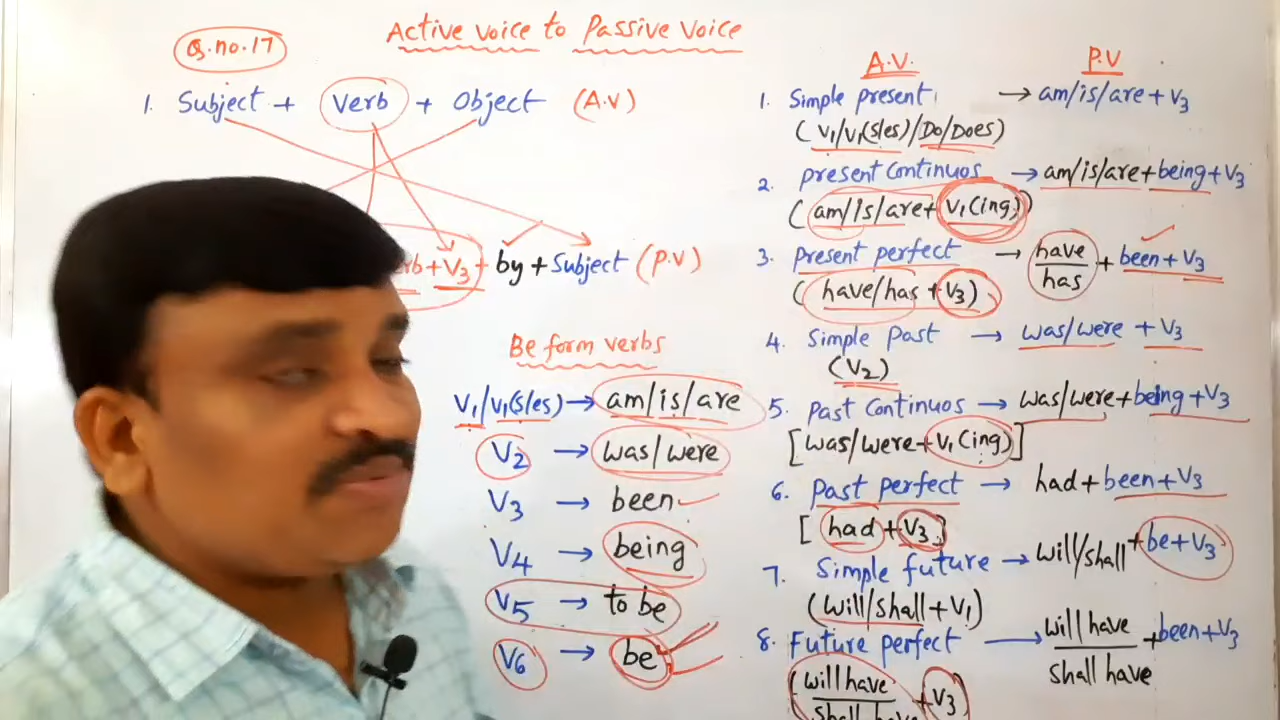 Active voice to Passive voice
Q.no.17
1. Subject + verb + Object (A.V)
+V3 + by + Subject (P.V)
Be form verbs
V1/V1(s/es) → am/is/are
V2 → was/were
V3 → been
V4 → being
V5 → to be
V6 → be
A.V. P.V
1. Simple present → am/is/are + V3
(V1/V1(s/es)/Do/Does)
2. present Continuos → am/is/are + being + V3
(am/is/are + V1(ing))
3. Present perfect → have/has + been + V3
(have/has + V3)
4. Simple Past → was/were + V3
(V2)
5. Past Continuos → was/were + being + V3
[was/were + V1(ing)]
6. Past perfect → had + been + V3
[had + V3]
7. Simple future → will/shall + be + V3
(will/shall + V1)
8. Future perfect → will have/shall have + been + V3
(will have/shall have + V3)